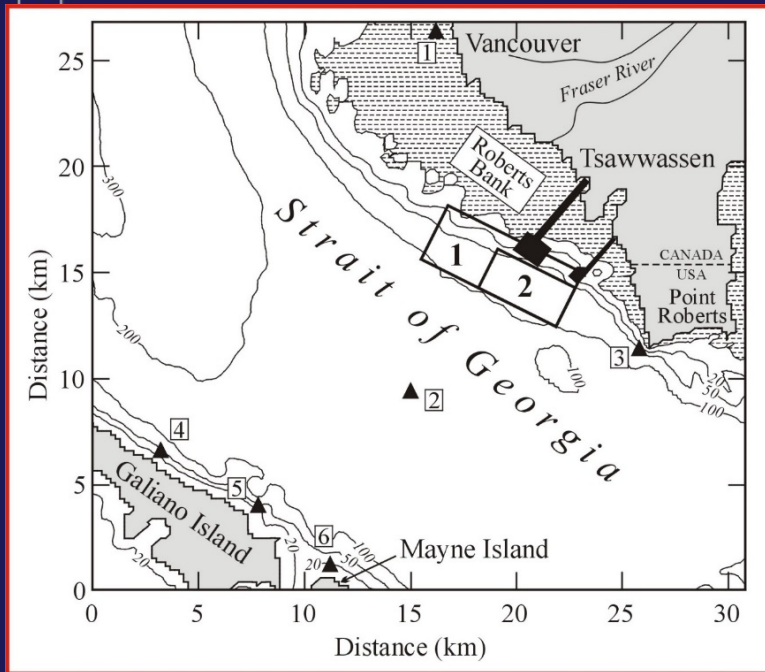 1
Vancouver
Fraser River
Roberts
Bank
Tsawwassen
CANADA
USA
Point
Roberts
Strait of Georgia
1
2
3
20
50
100
100
2
300
200
4
5
6
Galiano Island
Mayne Island
20
20
20
50
100
25
20
15
10
5
0
Distance (km)
0
5
10
15
20
25
30
Distance (km)